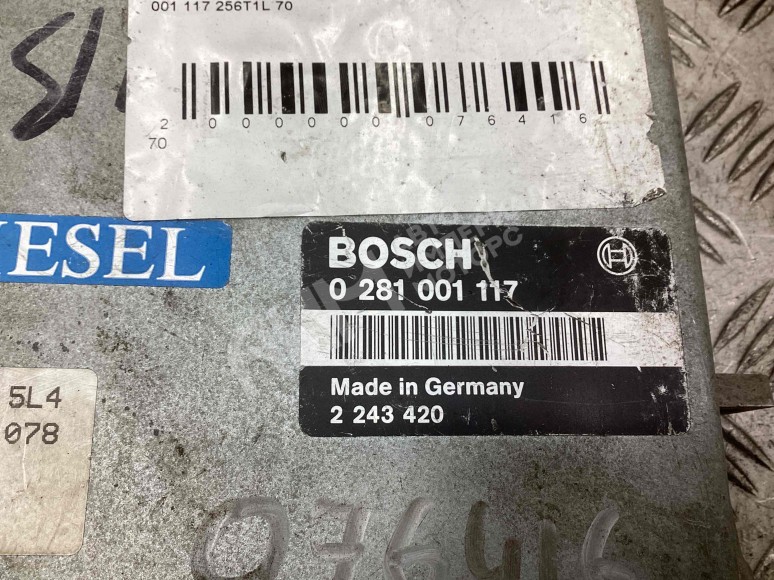 001 117 256T1L 70
2 000000 076416
70
IESEL
BOSCH
0 281 001 117
Made in Germany
2 243 420
5L4
078
076416